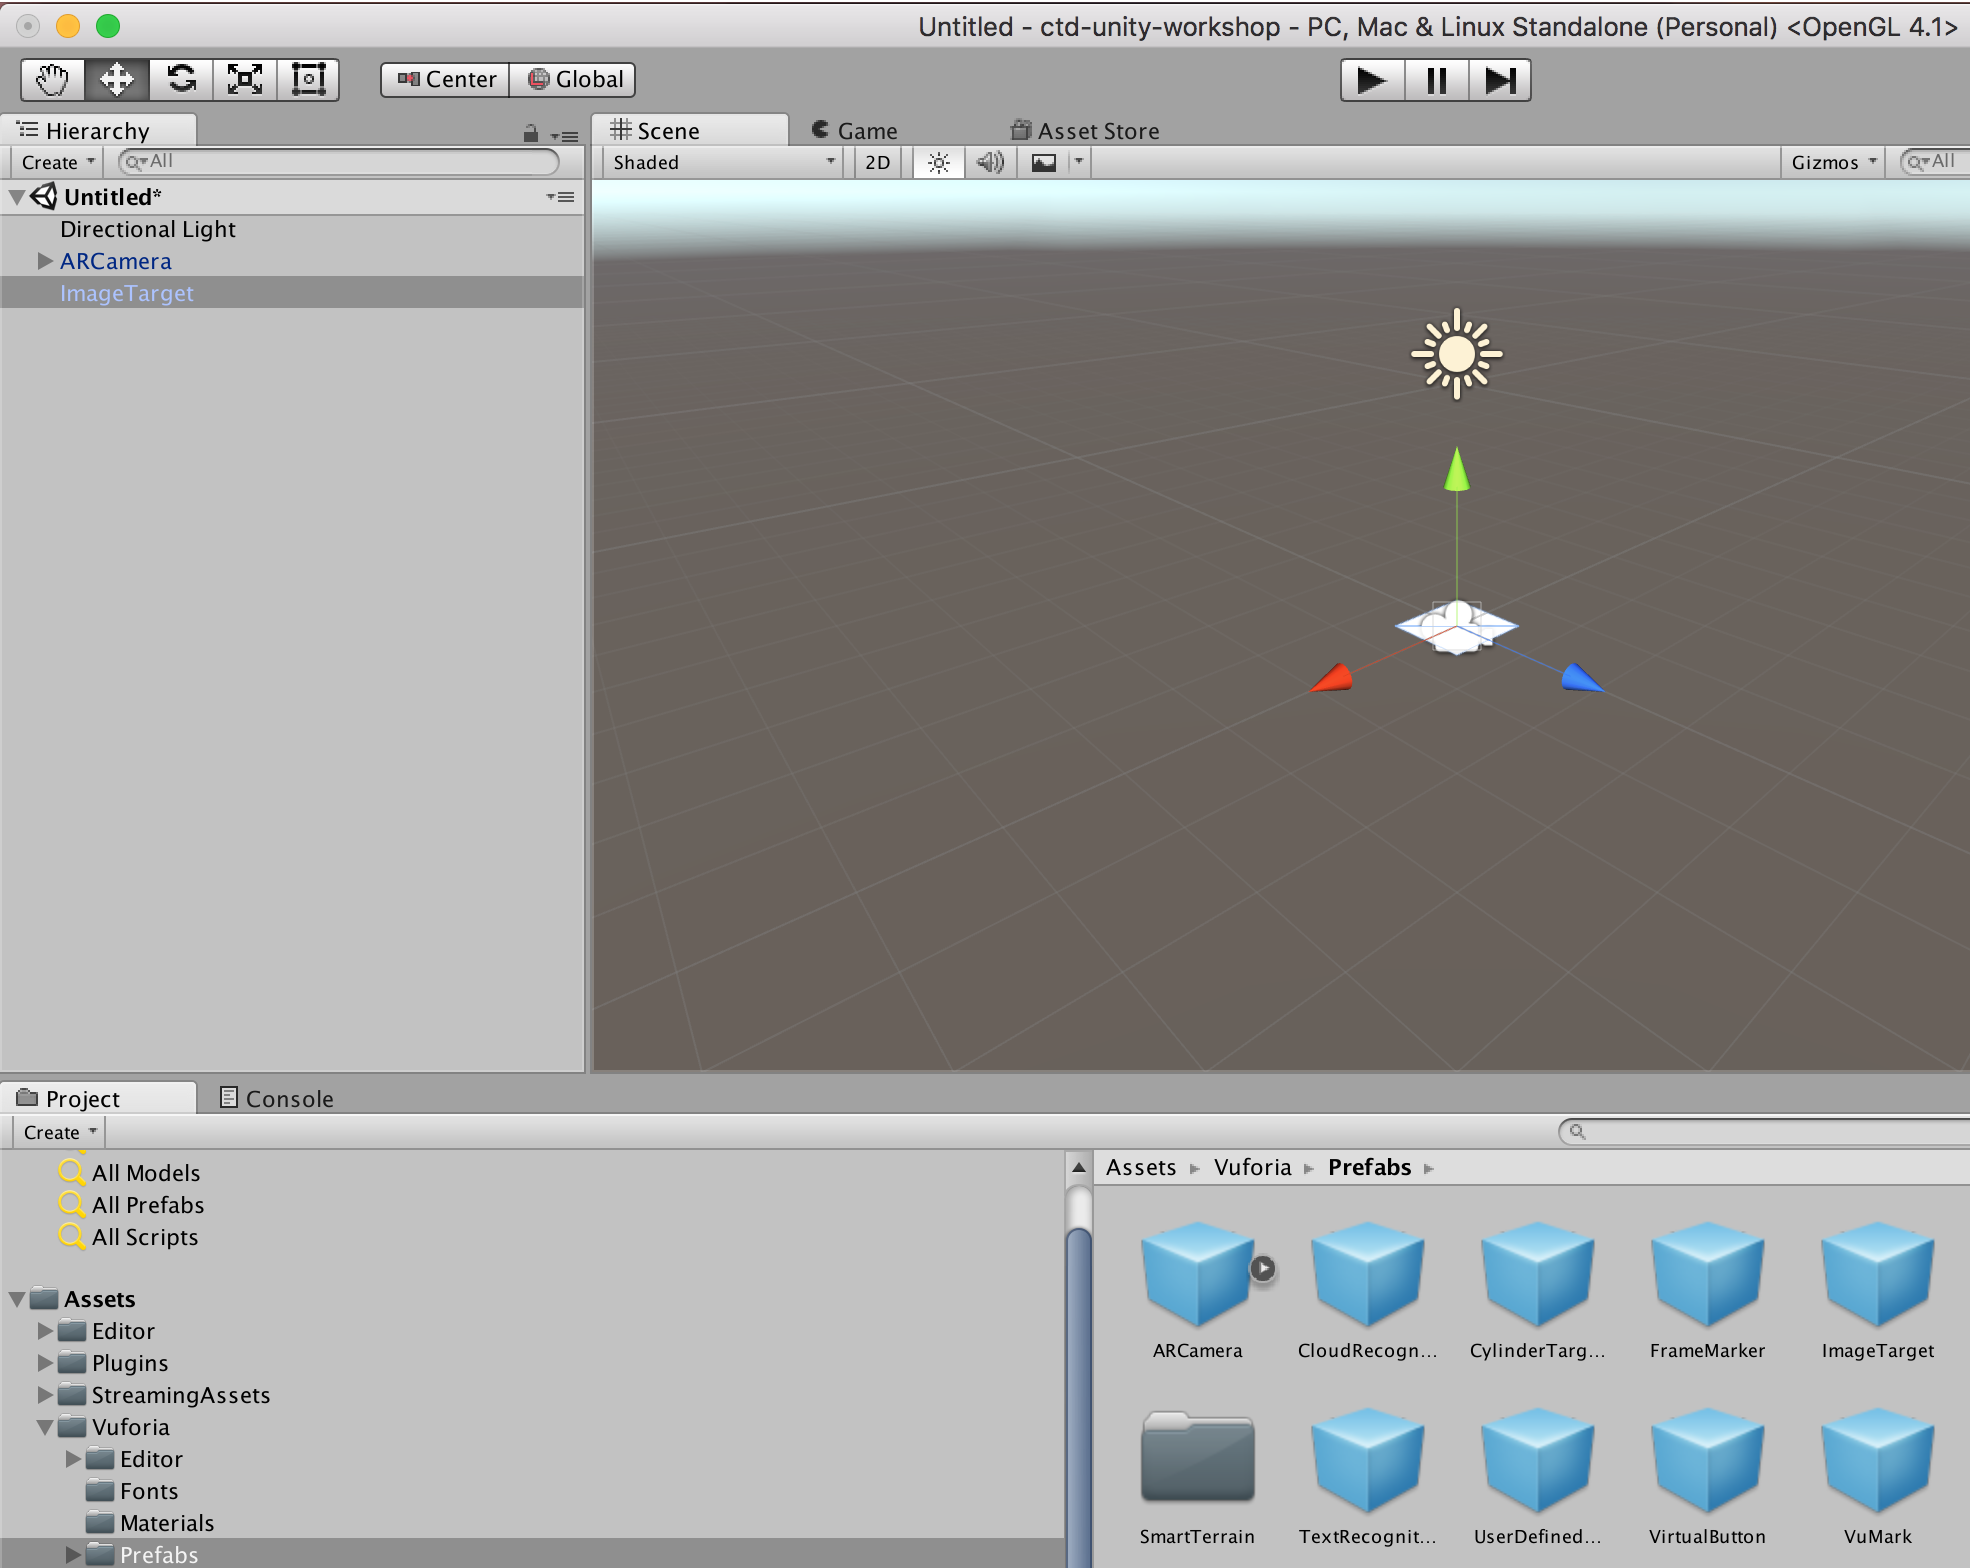 Untitled - ctd-unity-workshop - PC, Mac & Linux Standalone (Personal) <OpenGL 4.1>
Center Global
Hierarchy
Create All
Untitled*
Directional Light
ARCamera
ImageTarget
Scene Game Asset Store
Shaded 2D Gizmos All
Project Console
Create
All Models
All Prefabs
All Scripts
Assets
Editor
Plugins
StreamingAssets
Vuforia
Editor
Fonts
Materials
Prefabs
Assets Vuforia Prefabs
ARCamera CloudRecogn... CylinderTarg... FrameMarker ImageTarget
SmartTerrain TextRecognit... UserDefined... VirtualButton VuMark